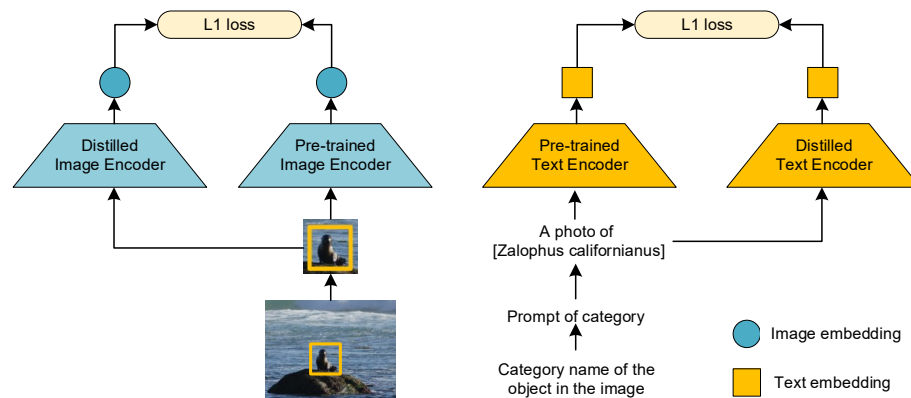 L1 loss
Distilled
Image Encoder
Pre-trained
Image Encoder
L1 loss
Pre-trained
Text Encoder
Distilled
Text Encoder
A photo of
[Zalophus californianus]
Prompt of category
Category name of the
object in the image
Image embedding
Text embedding